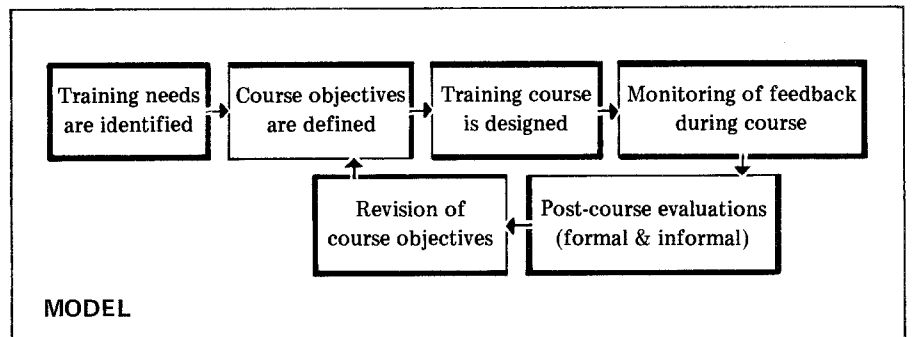 Training needs
are identified
Course objectives
are defined
Training course
is designed
Monitoring of feedback
during course
Post-course evaluations
(formal & informal)
Revision of
course objectives
MODEL